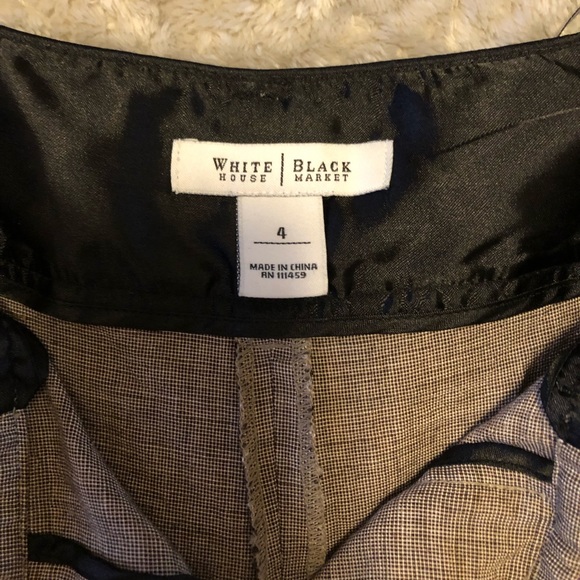 WHITE | BLACK
HOUSE | MARKET
4
MADE IN CHINA
RN 111459